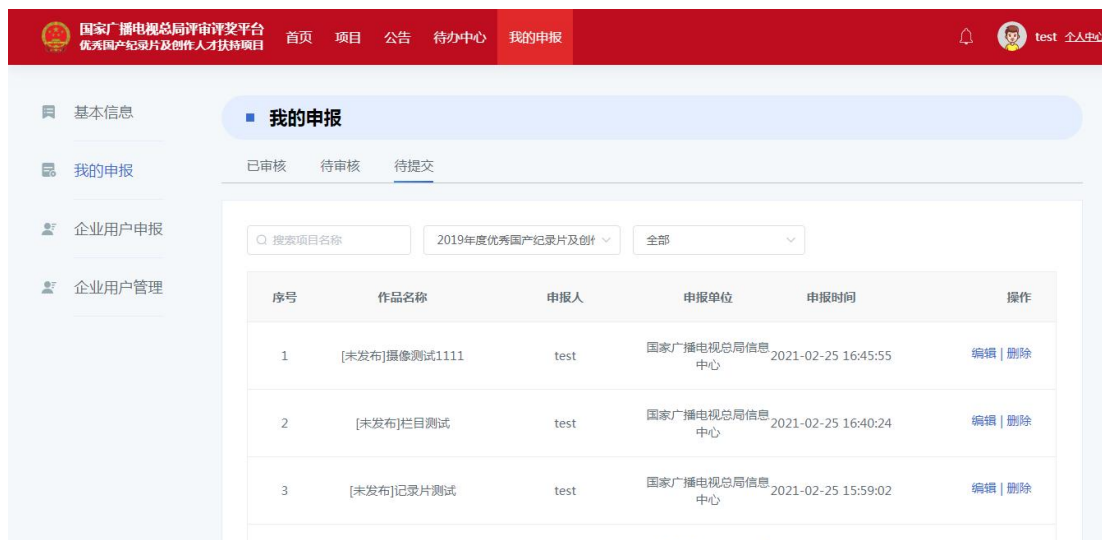 国家广播电视总局评审评奖平台
优秀国产纪录片及创作人才扶持项目
首页 项目 公告 待办中心 我的申报
test 个人中心
基本信息
我的申报
企业用户申报
企业用户管理
我的申报
已审核 待审核 待提交
搜索项目名称 2019年度优秀国产纪录片及创作 全部
序号 作品名称 申报人 申报单位 申报时间 操作
1 [未发布]摄像测试1111 test 国家广播电视总局信息中心 2021-02-25 16:45:55 编辑 | 删除
2 [未发布]栏目测试 test 国家广播电视总局信息中心 2021-02-25 16:40:24 编辑 | 删除
3 [未发布]记录片测试 test 国家广播电视总局信息中心 2021-02-25 15:59:02 编辑 | 删除